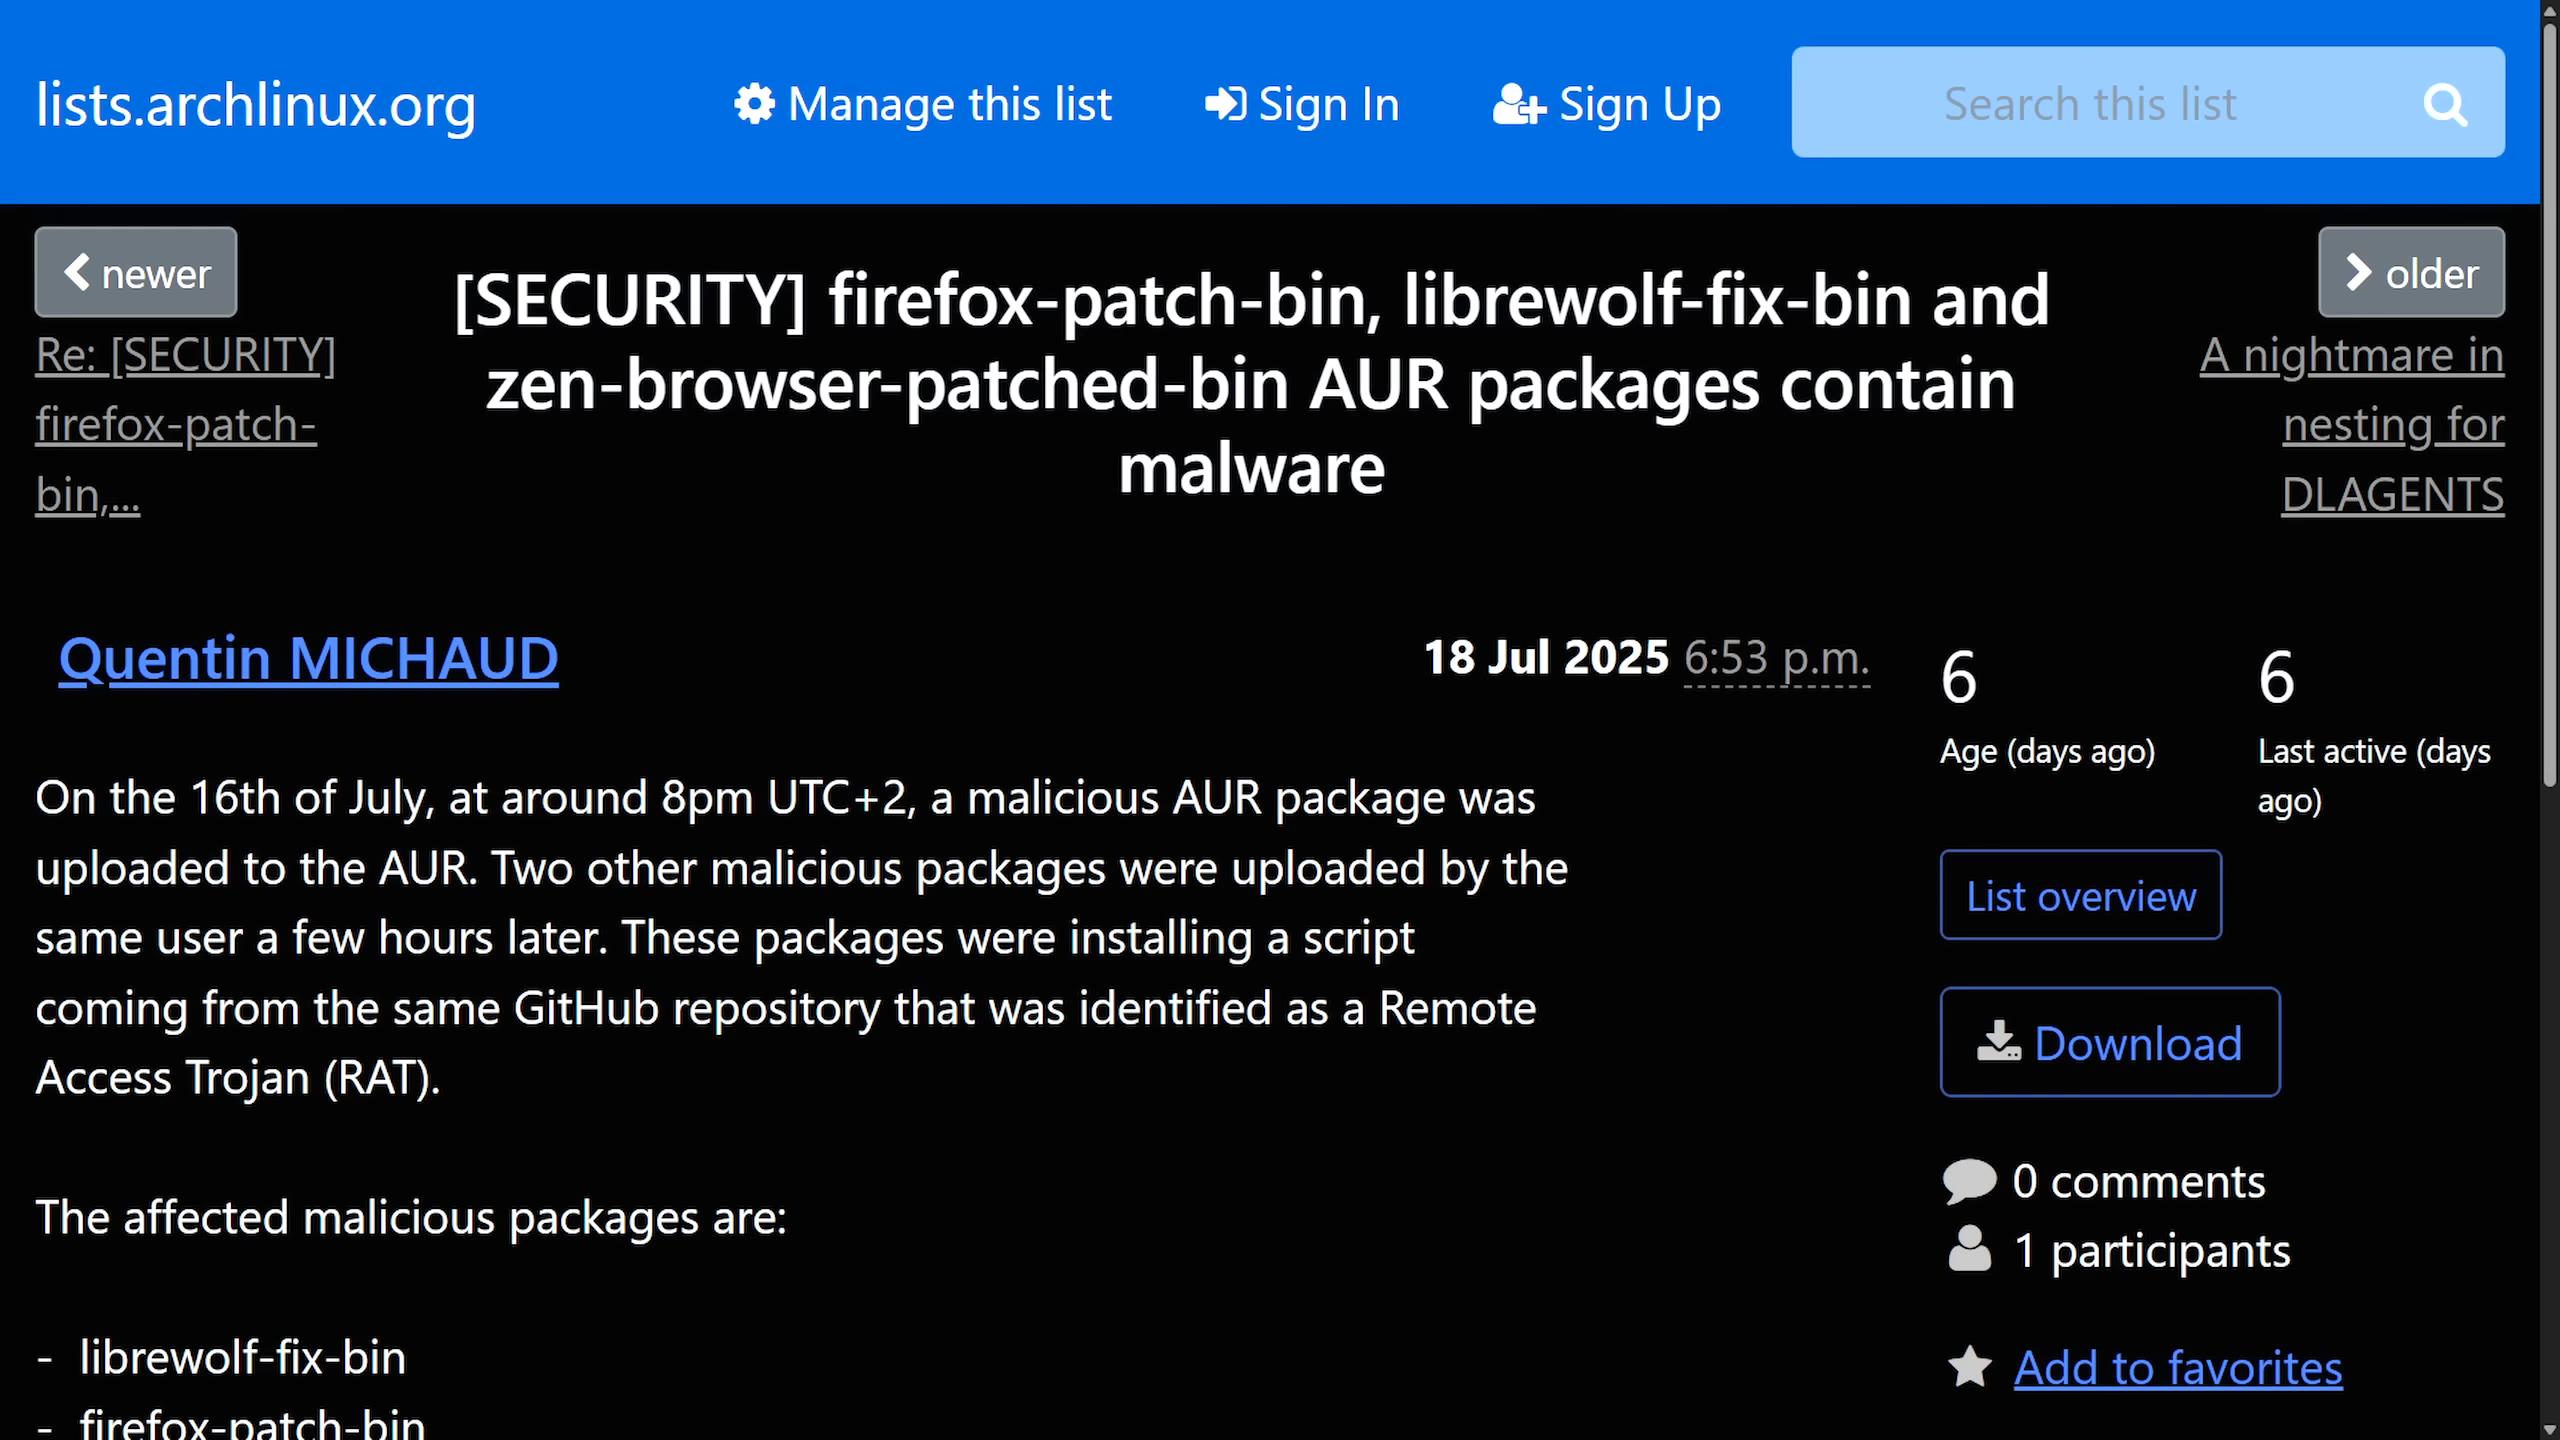 lists.archlinux.org
Manage this list
Sign In
Sign Up
Search this list
newer
Re: [SECURITY]
firefox-patch-
bin,...
[SECURITY] firefox-patch-bin, librewolf-fix-bin and
zen-browser-patched-bin AUR packages contain
malware
older
A nightmare in
nesting for
DLAGENTS
Quentin MICHAUD
18 Jul 2025 6:53 p.m.
On the 16th of July, at around 8pm UTC+2, a malicious AUR package was
uploaded to the AUR. Two other malicious packages were uploaded by the
same user a few hours later. These packages were installing a script
coming from the same GitHub repository that was identified as a Remote
Access Trojan (RAT).
The affected malicious packages are:
- librewolf-fix-bin
- firefox-patch-bin
6
Age (days ago)
6
Last active (days
ago)
List overview
Download
0 comments
1 participants
Add to favorites